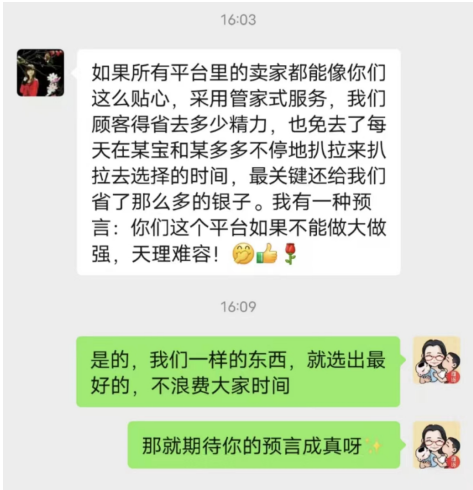 16:03
如果所有平台里的卖家都能像你们
这么贴心，采用管家式服务，我们
顾客得省去多少精力，也免去了每
天在某宝和某多多不停地扒拉来扒
拉去选择的时间，最关键还给我们
省了那么多的银子。我有一种预
言：你们这个平台如果不能做大做
强，天理难容！🤭👍🌹
16:09
是的，我们一样的东西，就选出最
好的，不浪费大家时间
那就期待你的预言成真呀✨